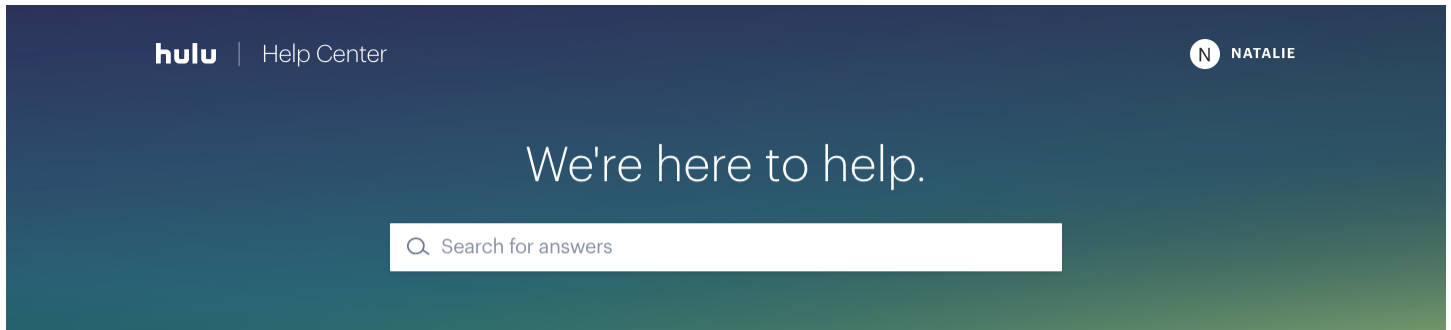 hulu | Help Center
N NATALIE
We're here to help.
Search for answers